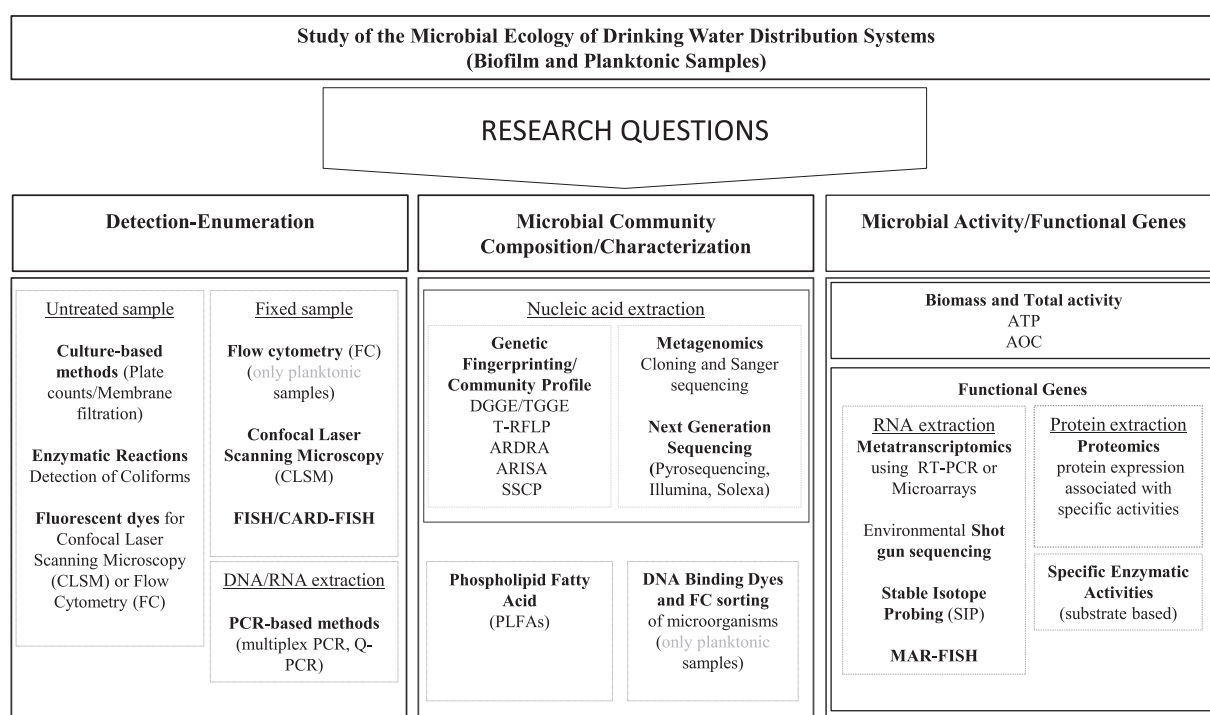 Study of the Microbial Ecology of Drinking Water Distribution Systems
(Biofilm and Planktonic Samples)
RESEARCH QUESTIONS
Detection-Enumeration
Untreated sample
Culture-based
methods (Plate
counts/Membrane
filtration)
Enzymatic Reactions
Detection of Coliforms
Fluorescent dyes for
Confocal Laser
Scanning Microscopy
(CLSM) or Flow
Cytometry (FC)
Fixed sample
Flow cytometry (FC)
(only planktonic
samples)
Confocal Laser
Scanning Microscopy
(CLSM)
FISH/CARD-FISH
DNA/RNA extraction
PCR-based methods
(multiplex PCR, Q-
PCR)
Microbial Community
Composition/Characterization
Nucleic acid extraction
Genetic
Fingerprinting/
Community Profile
DGGE/TGGE
T-RFLP
ARDRA
ARISA
SSCP
Metagenomics
Cloning and Sanger
sequencing
Next Generation
Sequencing
(Pyrosequencing,
Illumina, Solexa)
Phospholipid Fatty
Acid
(PLFAs)
DNA Binding Dyes
and FC sorting
of microorganisms
(only planktonic
samples)
Microbial Activity/Functional Genes
Biomass and Total activity
ATP
AOC
Functional Genes
RNA extraction
Metatranscriptomics
using RT-PCR or
Microarrays
Environmental Shot
gun sequencing
Stable Isotope
Probing (SIP)
MAR-FISH
Protein extraction
Proteomics
protein expression
associated with
specific activities
Specific Enzymatic
Activities
(substrate based)